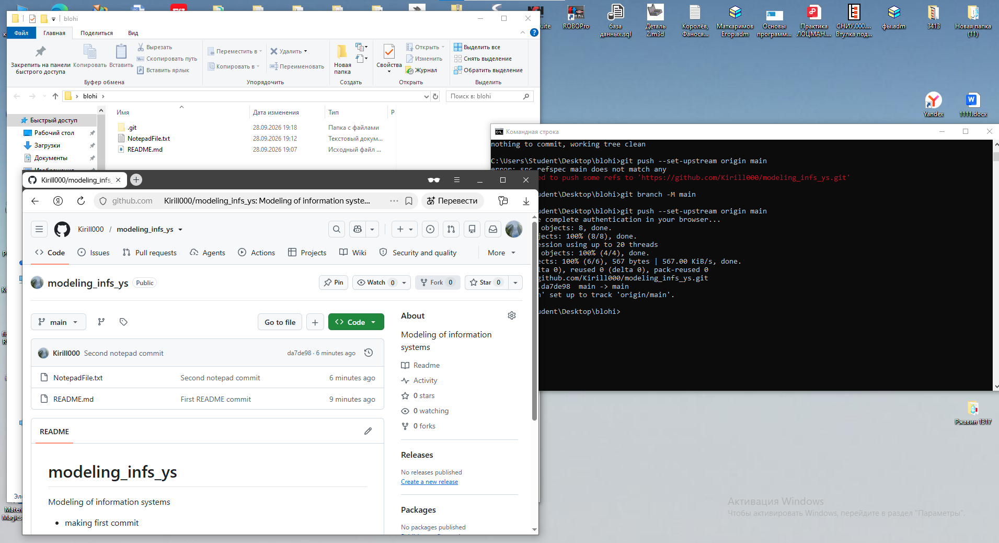 blohi
Файл
Главная
Поделиться
Вид
Закрепить на панели
быстрого доступа
Копировать
Вставить
Вырезать
Скопировать путь
Вставить ярлык
Буфер обмена
Переместить в
Копировать в
Удалить
Переименовать
Упорядочить
Новая
папка
Создать
Свойства
Открыть
Изменить
Журнал
Открыть
Выделить все
Снять выделение
Обратить выделение
Выделить
blohi
Поиск в: blohi
Быстрый доступ
Рабочий стол
Загрузки
Документы
Имя
Дата изменения
Тип
Р
.git
28.09.2026 19:18
Папка с файлами
NotepadFile.txt
28.09.2026 19:12
Текстовый докум...
README.md
28.09.2026 19:07
Исходный файл ...
ROBOPro
база
данных.sql
Деталь
2.m3d
Королёв,
Фанося...
Маткаримов
Егор.adm
Основы
программ...
Практика
ЛОЦМАН....
СНИУ.000....
Втулка под...
фы.adm
3413
Новая папка
(11)
Yandex
1111.docx
Командная строка
nothing to commit, working tree clean
C:\Users\Student\Desktop\blohi>git push --set-upstream origin main
error: src refspec main does not match any
ed to push some refs to 'https://github.com/Kirill000/modeling_infs_ys.git'
udent\Desktop\blohi>git branch -M main
udent\Desktop\blohi>git push --set-upstream origin main
e complete authentication in your browser...
objects: 8, done.
jects: 100% (8/8), done.
ession using up to 20 threads
objects: 100% (4/4), done.
ects: 100% (6/6), 567 bytes | 567.00 KiB/s, done.
lta 0), reused 0 (delta 0), pack-reused 0
github.com/Kirill000/modeling_infs_ys.git
.da7de98  main -> main
n' set up to track 'origin/main'.
udent\Desktop\blohi>
Kirill000/modeling_infs_
github.com
Kirill000/modeling_infs_ys: Modeling of information syste...
Перевести
Kirill000 / modeling_infs_ys
Code
Issues
Pull requests
Agents
Actions
Projects
Wiki
Security and quality
More
modeling_infs_ys
Public
Pin
Watch 0
Fork 0
Star 0
main
Go to file
Code
Kirill000 Second notepad commit
da7de98 · 6 minutes ago
NotepadFile.txt
Second notepad commit
6 minutes ago
README.md
First README commit
9 minutes ago
README
modeling_infs_ys
Modeling of information systems
• making first commit
About
Modeling of information
systems
Readme
Activity
0 stars
0 watching
0 forks
Releases
No releases published
Create a new release
Packages
No packages published
Эл
Materi
Magics
Ржавин 1317
Активация Windows
Чтобы активировать Windows, перейдите в раздел "Параметры".